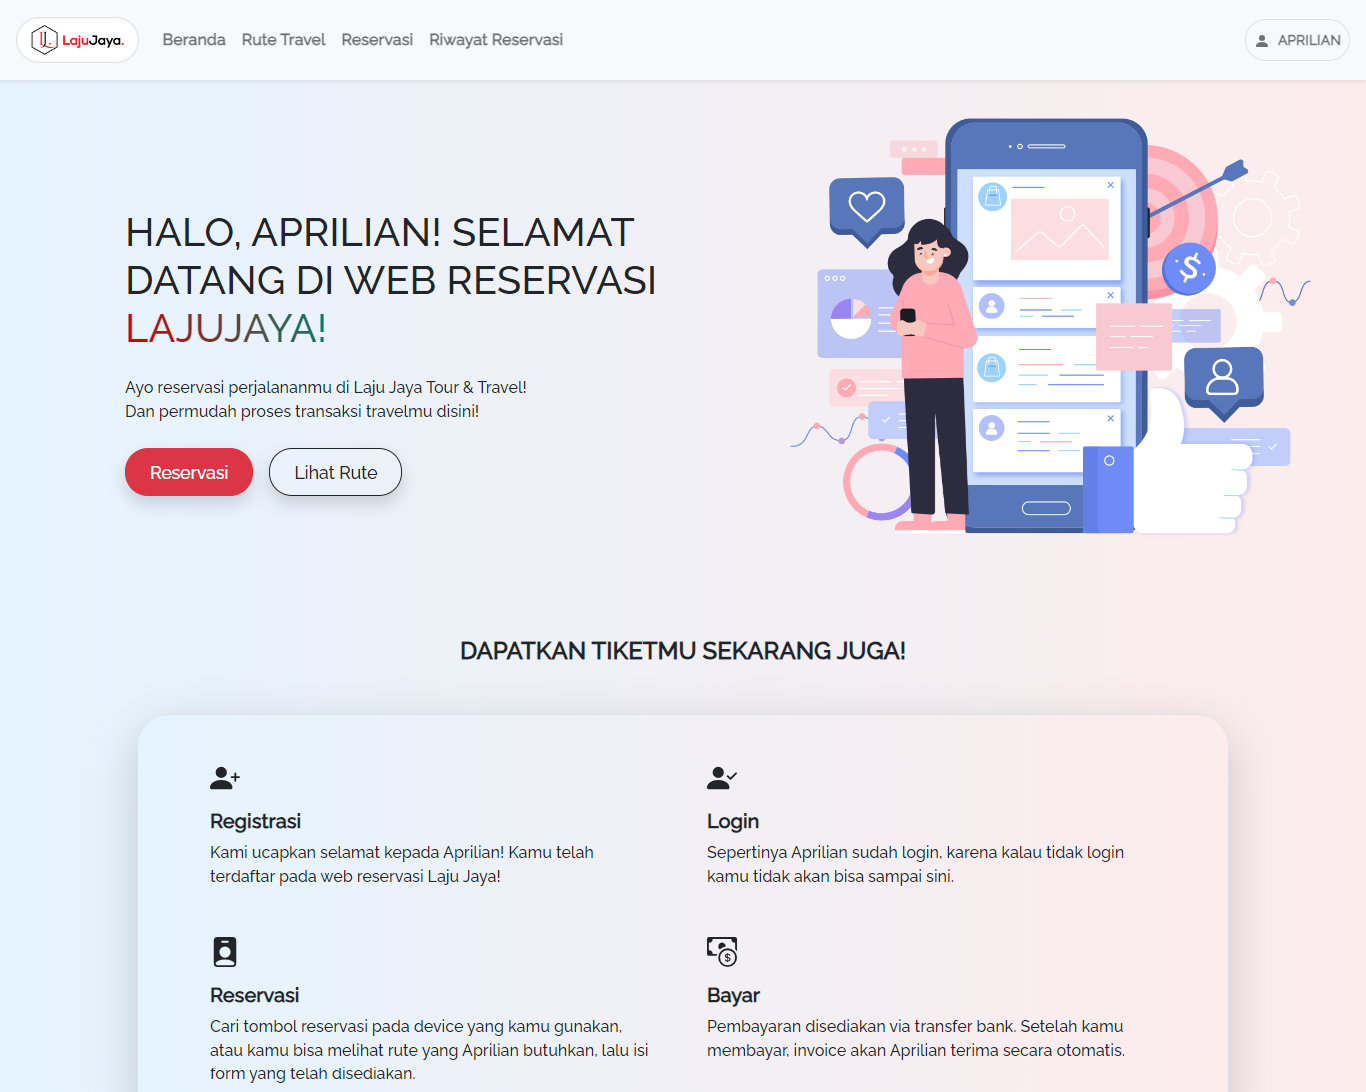 LajuJaya.
Beranda Rute Travel Reservasi Riwayat Reservasi
APRILIAN
HALO, APRILIAN! SELAMAT
DATANG DI WEB RESERVASI
LAJUJAYA!
Ayo reservasi perjalananmu di Laju Jaya Tour & Travel!
Dan permudah proses transaksi travelmu disini!
Reservasi
Lihat Rute
DAPATKAN TIKETMU SEKARANG JUGA!
Registrasi
Kami ucapkan selamat kepada Aprilian! Kamu telah
terdaftar pada web reservasi Laju Jaya!
Login
Sepertinya Aprilian sudah login, karena kalau tidak login
kamu tidak akan bisa sampai sini.
Reservasi
Cari tombol reservasi pada device yang kamu gunakan,
atau kamu bisa melihat rute yang Aprilian butuhkan, lalu isi
form yang telah disediakan.
Bayar
Pembayaran disediakan via transfer bank. Setelah kamu
membayar, invoice akan Aprilian terima secara otomatis.